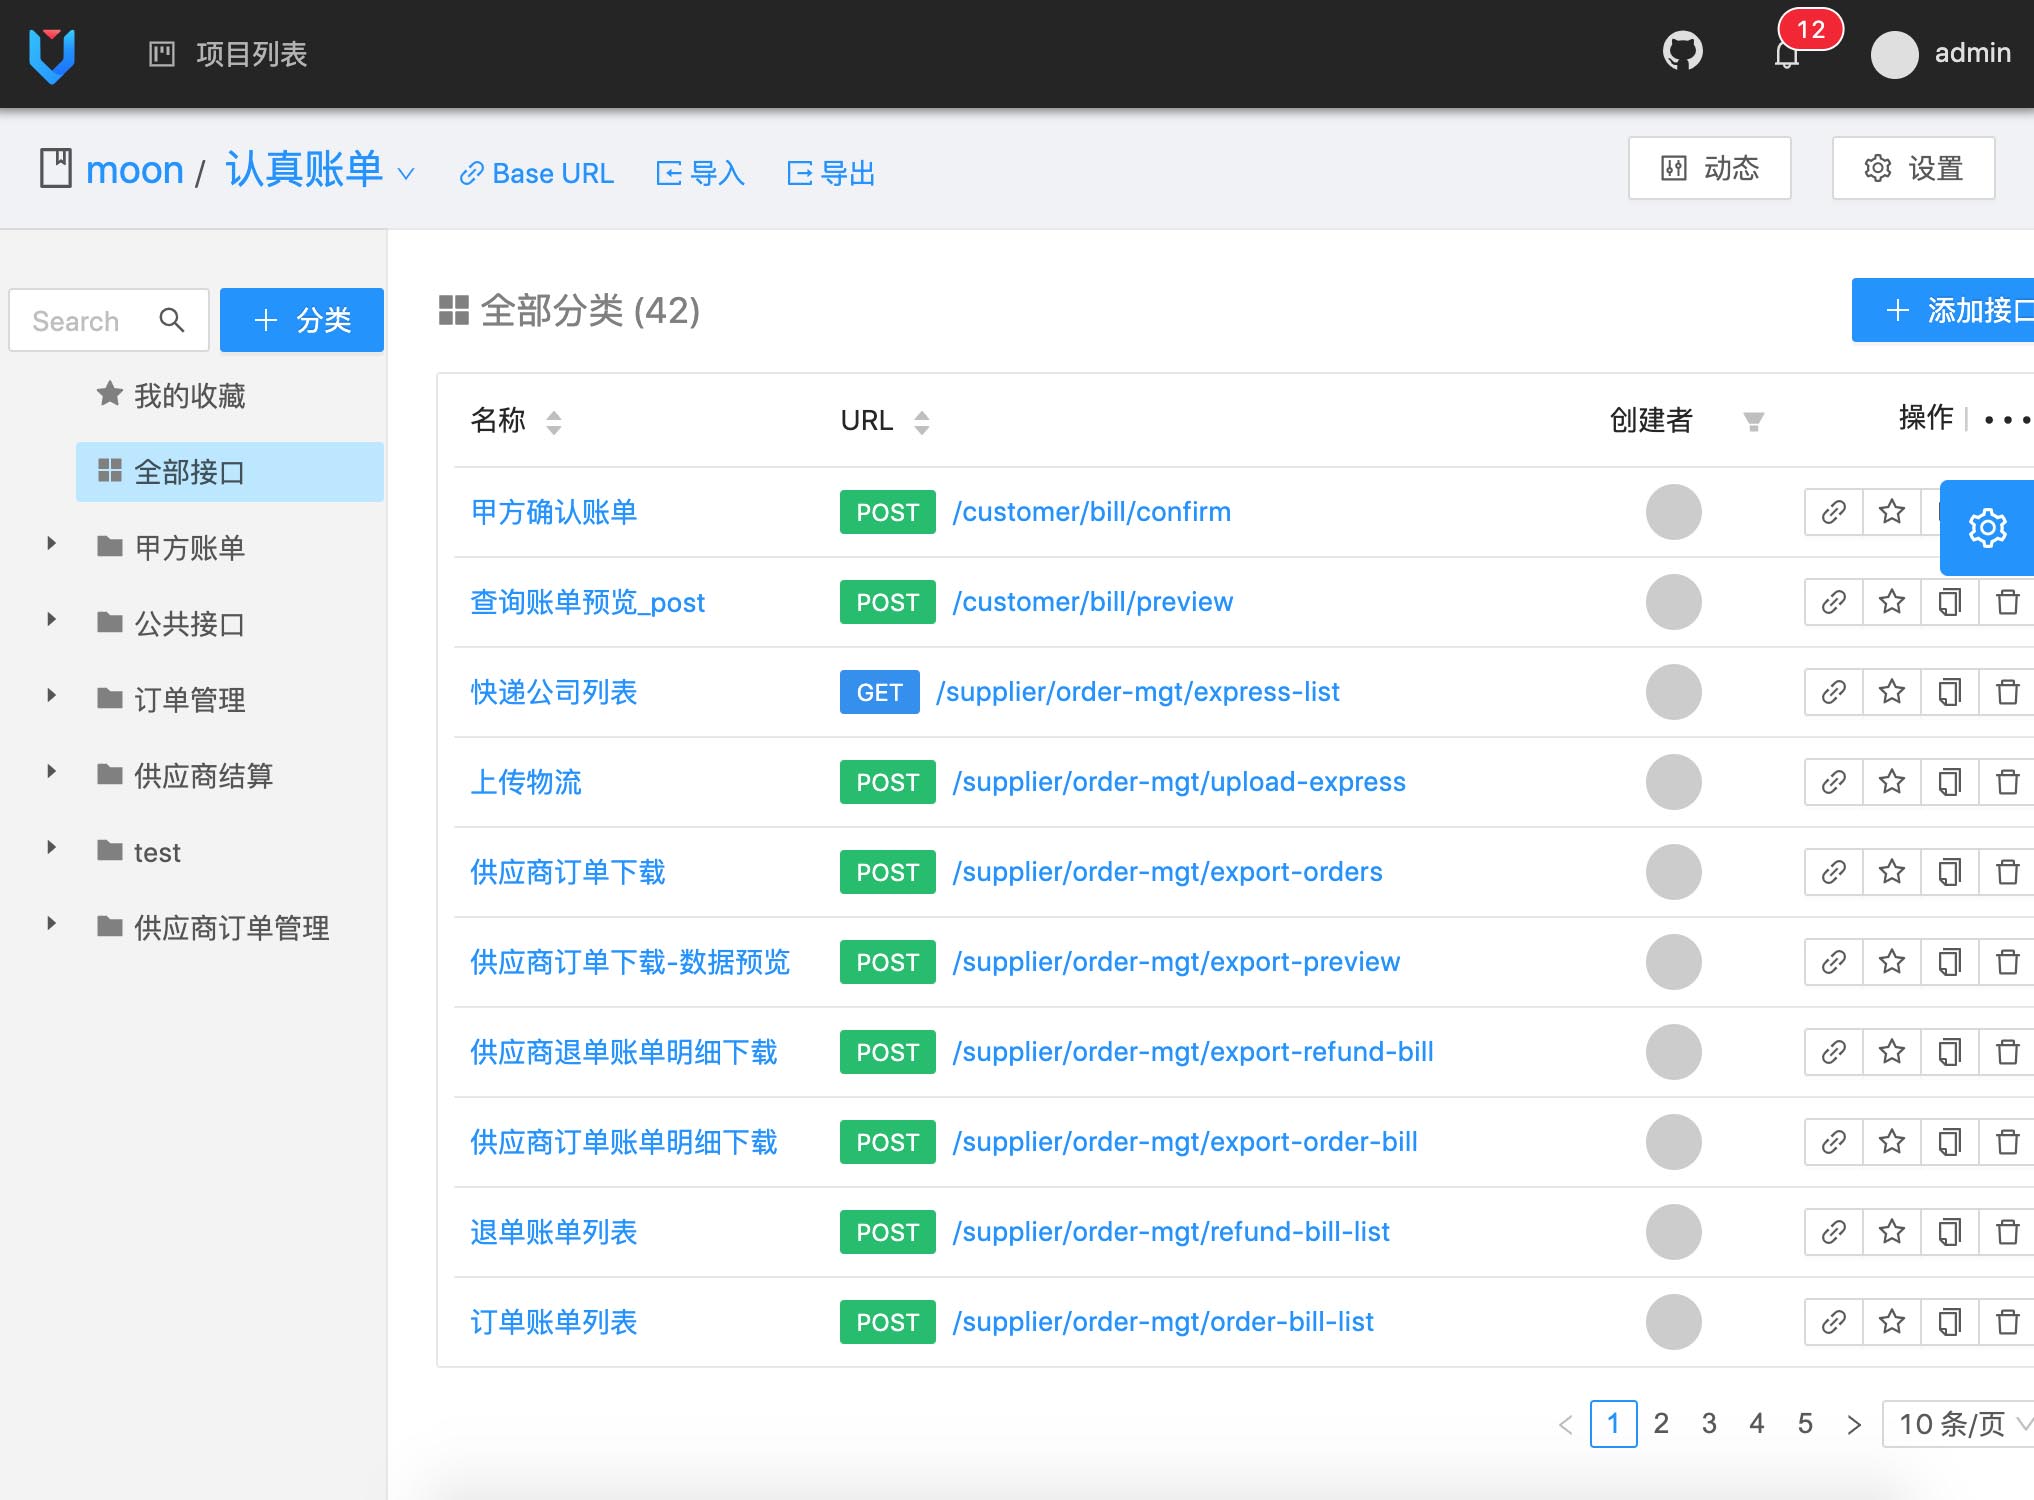 项目列表
12
admin
moon / 认真账单
Base URL
导入
导出
动态
设置
Search
+ 分类
我的收藏
全部接口
甲方账单
公共接口
订单管理
供应商结算
test
供应商订单管理
全部分类 (42)
+ 添加接口
名称 URL 创建者 操作
甲方确认账单 POST /customer/bill/confirm
查询账单预览_post POST /customer/bill/preview
快递公司列表 GET /supplier/order-mgt/express-list
上传物流 POST /supplier/order-mgt/upload-express
供应商订单下载 POST /supplier/order-mgt/export-orders
供应商订单下载-数据预览 POST /supplier/order-mgt/export-preview
供应商退单账单明细下载 POST /supplier/order-mgt/export-refund-bill
供应商订单账单明细下载 POST /supplier/order-mgt/export-order-bill
退单账单列表 POST /supplier/order-mgt/refund-bill-list
订单账单列表 POST /supplier/order-mgt/order-bill-list
< 1 2 3 4 5 > 10 条/页